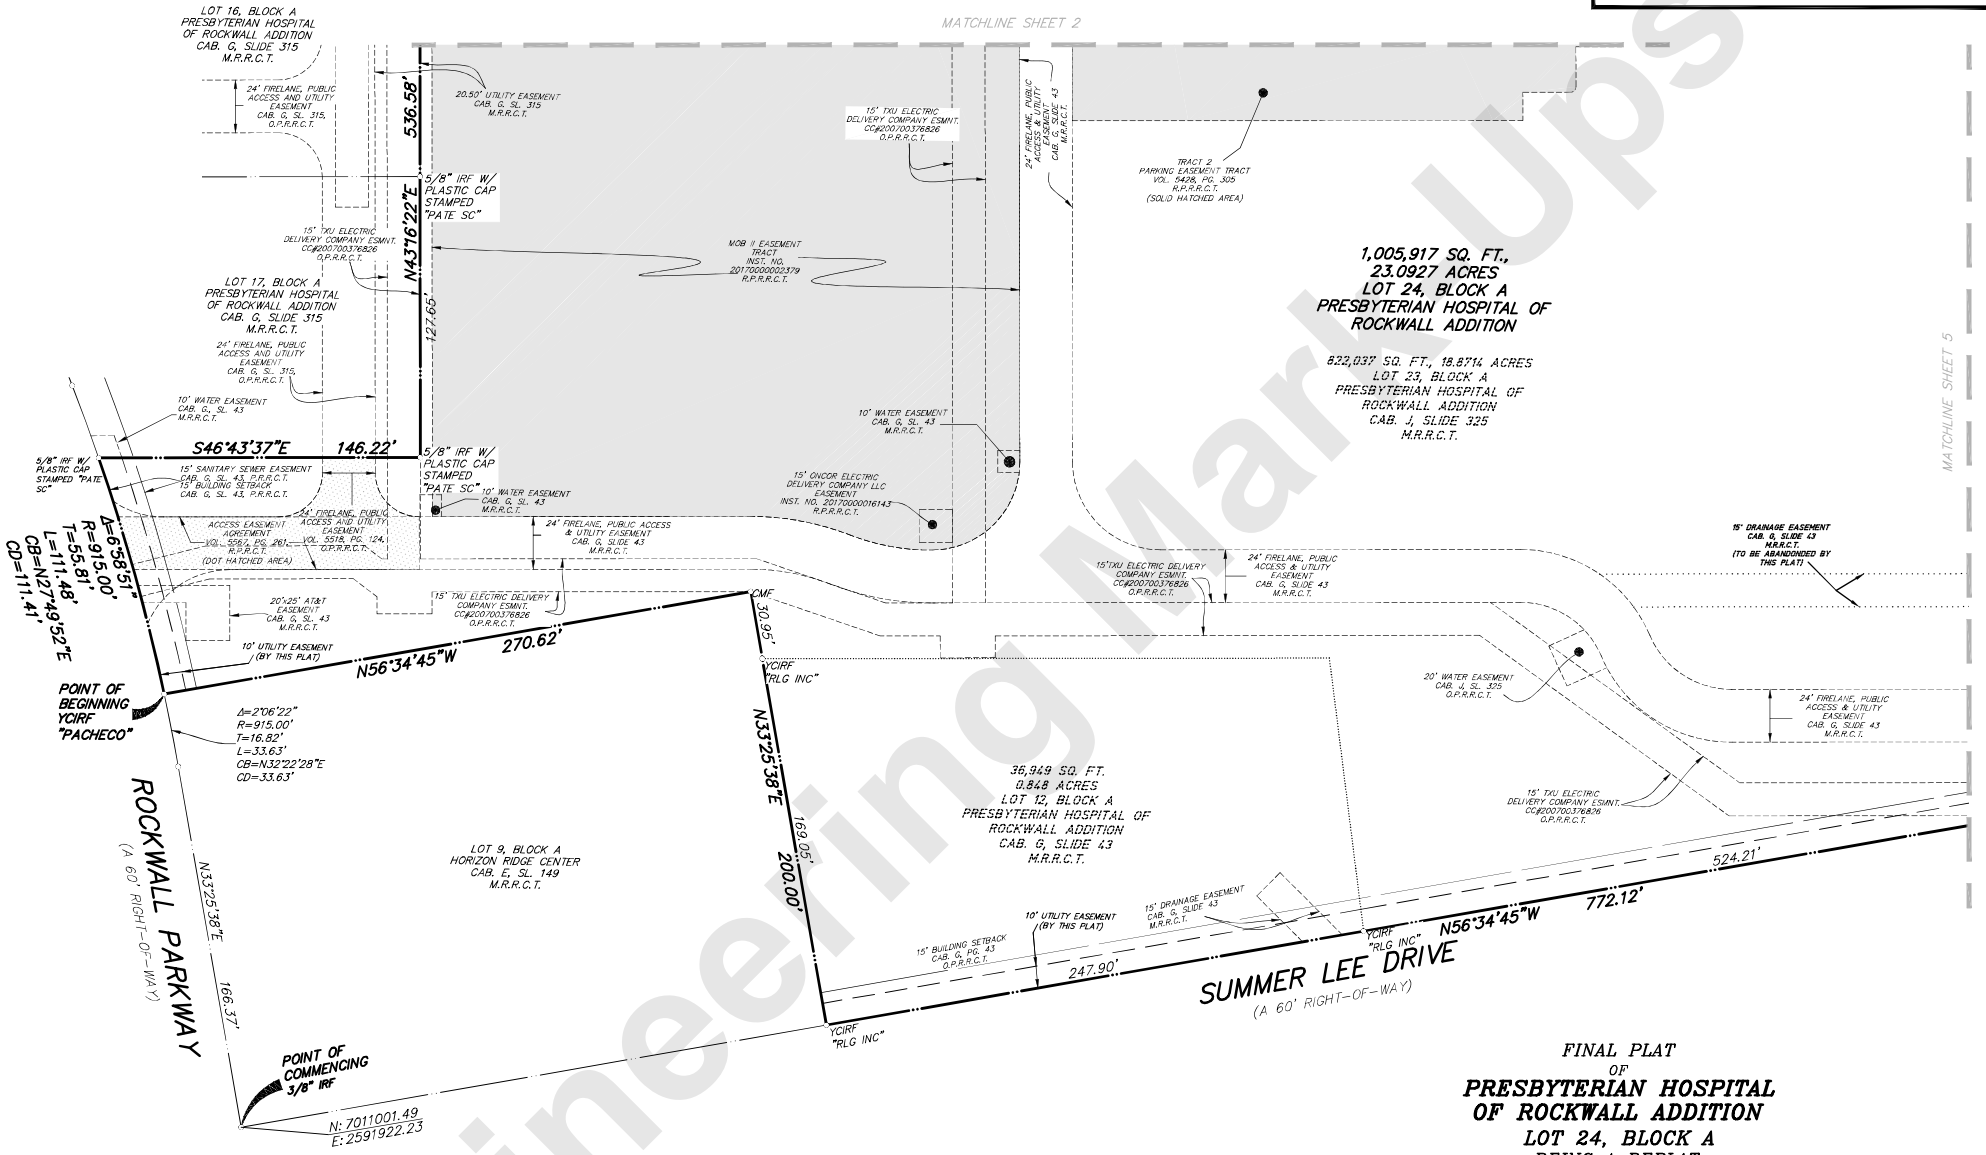 MATCHLINE SHEET 2
LOT 16, BLOCK A
PRESBYTERIAN HOSPITAL
OF ROCKWALL ADDITION
CAB. G, SLIDE 315
M.R.R.C.T.
24' FIRELANE, PUBLIC
ACCESS AND UTILITY
EASEMENT
CAB. G, SL. 315,
O.P.R.R.C.T.
536.58'
N43°16'22"E
127.65'
20.50' UTILITY EASEMENT
CAB. G, SL. 315
M.R.R.C.T.
5/8" IRF W/
PLASTIC CAP
STAMPED
"PATE SC"
15' TXU ELECTRIC
DELIVERY COMPANY ESMNT.
CC#200700376826
O.P.R.R.C.T.
24' FIRELANE, PUBLIC
ACCESS & UTILITY
EASEMENT
CAB. G, SLIDE 43
M.R.R.C.T.
TRACT 2
PARKING EASEMENT TRACT
VOL. 5428, PG. 305
R.P.R.R.C.T.
(SOLID HATCHED AREA)
15' TXU ELECTRIC
DELIVERY COMPANY ESMNT.
CC#200700376826
O.P.R.R.C.T.
MOB II EASEMENT
TRACT
INST. NO.
20170000002379
R.P.R.R.C.T.
1,005,917 SQ. FT.,
23.0927 ACRES
LOT 24, BLOCK A
PRESBYTERIAN HOSPITAL OF
ROCKWALL ADDITION
822,037 SQ. FT., 18.8714 ACRES
LOT 23, BLOCK A
PRESBYTERIAN HOSPITAL OF
ROCKWALL ADDITION
CAB. J, SLIDE 325
M.R.R.C.T.
MATCHLINE SHEET 5
LOT 17, BLOCK A
PRESBYTERIAN HOSPITAL
OF ROCKWALL ADDITION
CAB. G, SLIDE 315
M.R.R.C.T.
24' FIRELANE, PUBLIC
ACCESS AND UTILITY
EASEMENT
CAB. G, SL. 315,
O.P.R.R.C.T.
10' WATER EASEMENT
CAB. G., SL. 43
M.R.R.C.T.
S46°43'37"E
146.22'
5/8" IRF W/
PLASTIC CAP
STAMPED "PATE
SC"
15' SANITARY SEWER EASEMENT
CAB. G, SL. 43, P.R.R.C.T.
15' BUILDING SETBACK
CAB. G, SL. 43, P.R.R.C.T.
5/8" IRF W/
PLASTIC CAP
STAMPED
"PATE SC"
10' WATER EASEMENT
CAB. G, SL. 43
M.R.R.C.T.
10' WATER EASEMENT
CAB. G, SL. 43
M.R.R.C.T.
15' ONCOR ELECTRIC
DELIVERY COMPANY LLC
EASEMENT
INST. NO. 20170000016143
R.P.R.R.C.T.
ACCESS EASEMENT
AGREEMENT
VOL. 5567, PG. 261,
R.P.R.C.T.
(DOT HATCHED AREA)
24' FIRELANE, PUBLIC
ACCESS AND UTILITY
EASEMENT
VOL. 5518, PG. 124,
O.P.R.R.C.T.
24' FIRELANE, PUBLIC ACCESS
& UTILITY EASEMENT
CAB. G, SLIDE 43
M.R.R.C.T.
15' DRAINAGE EASEMENT
CAB. G, SLIDE 43
M.R.R.C.T.
(TO BE ABANDONDED BY
THIS PLAT)
Δ=6°58'51"
R=915.00'
T=55.81'
L=111.48'
CB=N27°49'52"E
CD=111.41'
20'x25' AT&T
EASEMENT
CAB. G, SL. 43
M.R.R.C.T.
15' TXU ELECTRIC DELIVERY
COMPANY ESMNT.
CC#200700376826
O.P.R.R.C.T.
CMF
30.95'
15'TXU ELECTRIC DELIVERY
COMPANY ESMNT.
CC#200700376826
O.P.R.R.C.T.
24' FIRELANE, PUBLIC
ACCESS & UTILITY
EASEMENT
CAB. G, SLIDE 43
M.R.R.C.T.
10' UTILITY EASEMENT
(BY THIS PLAT)
N56°34'45"W
270.62'
YCIRF
"RLG INC"
20' WATER EASEMENT
CAB. J, SL. 325
O.P.R.R.C.T.
24' FIRELANE, PUBLIC
ACCESS & UTILITY
EASEMENT
CAB. G, SLIDE 43
M.R.R.C.T.
POINT OF
BEGINNING
YCIRF
"PACHECO"
Δ=2°06'22"
R=915.00'
T=16.82'
L=33.63'
CB=N32°22'28"E
CD=33.63'
N33°25'38"E
169.05'
200.00'
36,949 SQ. FT.
0.848 ACRES
LOT 12, BLOCK A
PRESBYTERIAN HOSPITAL OF
ROCKWALL ADDITION
CAB. G, SLIDE 43
M.R.R.C.T.
15' TXU ELECTRIC
DELIVERY COMPANY ESMNT.
CC#200700376826
O.P.R.R.C.T.
ROCKWALL PARKWAY
(A 60' RIGHT-OF-WAY)
N33°25'38"E
166.37'
LOT 9, BLOCK A
HORIZON RIDGE CENTER
CAB. E, SL. 149
M.R.R.C.T.
15' BUILDING SETBACK
CAB. G, PG. 43
O.P.R.R.C.T.
10' UTILITY EASEMENT
(BY THIS PLAT)
15' DRAINAGE EASEMENT
CAB. G, SLIDE 43
M.R.R.C.T.
524.21'
YCIRF
"RLG INC"
N56°34'45"W
772.12'
247.90'
SUMMER LEE DRIVE
(A 60' RIGHT-OF-WAY)
YCIRF
"RLG INC"
POINT OF
COMMENCING
3/8" IRF
N: 7011001.49
E: 2591922.23
FINAL PLAT
OF
PRESBYTERIAN HOSPITAL
OF ROCKWALL ADDITION
LOT 24, BLOCK A
BEING A REPLAT
ineering Mark Ups